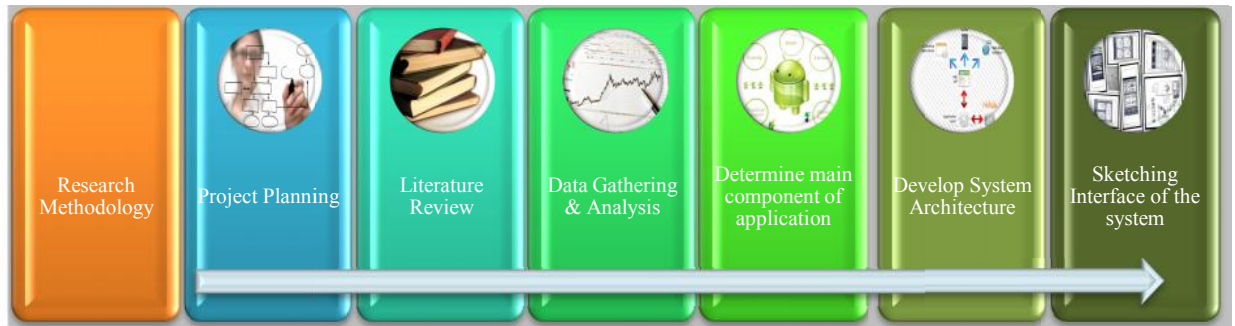 Research
Methodology
Project Planning
Literature
Review
Data Gathering
& Analysis
Determine main
component of
application
Develop System
Architecture
Sketching
Interface of the
system